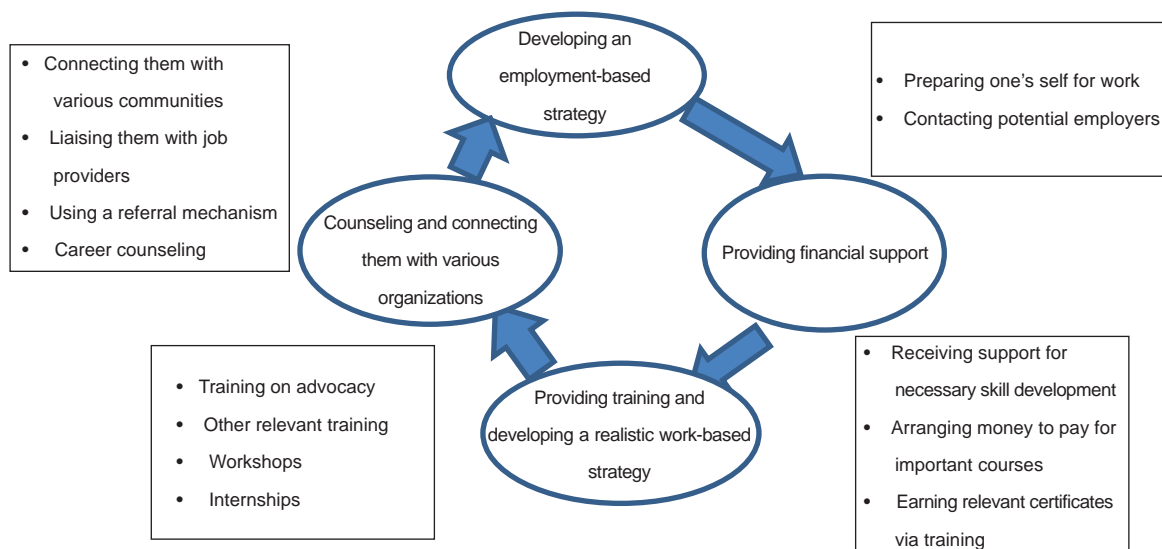 Developing an
employment-based
strategy
• Preparing one's self for work
• Contacting potential employers
Providing financial support
• Receiving support for
necessary skill development
• Arranging money to pay for
important courses
• Earning relevant certificates
via training
Providing training and
developing a realistic work-based
strategy
• Training on advocacy
• Other relevant training
• Workshops
• Internships
Counseling and connecting
them with various
organizations
• Connecting them with
various communities
• Liaising them with job
providers
• Using a referral mechanism
• Career counseling